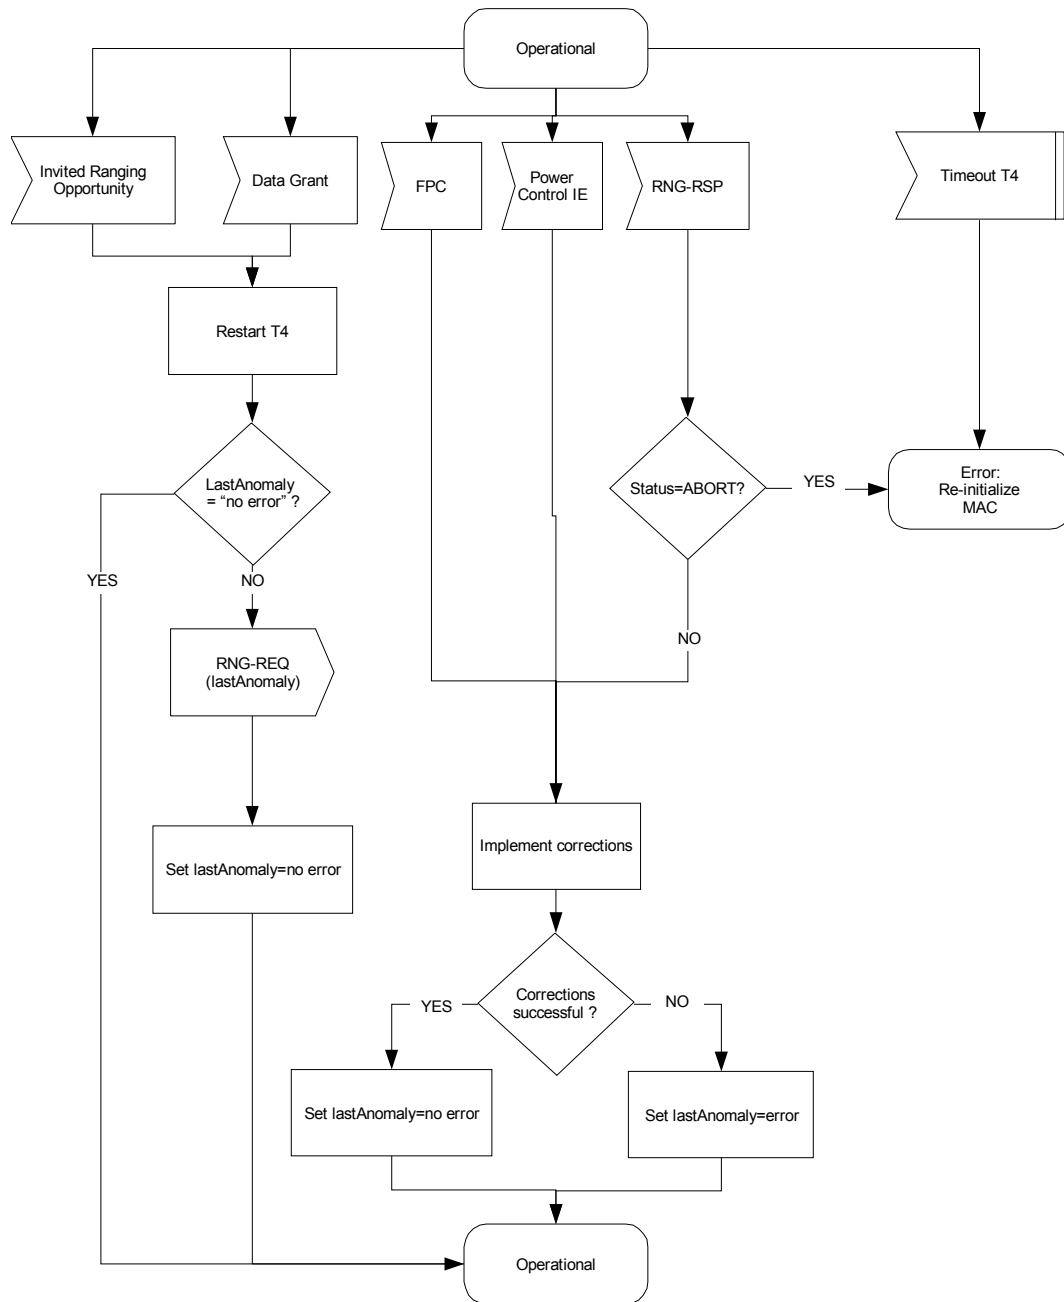 Operational
Invited Ranging
Opportunity
Data Grant
FPC
Power
Control IE
RNG-RSP
Timeout T4
Restart T4
LastAnomaly
= “no error” ?
Status=ABORT?
YES
Error:
Re-initialize
MAC
YES
NO
NO
RNG-REQ
(lastAnomaly)
Implement corrections
Set lastAnomaly=no error
Corrections
successful ?
YES
NO
Set lastAnomaly=no error
Set lastAnomaly=error
Operational